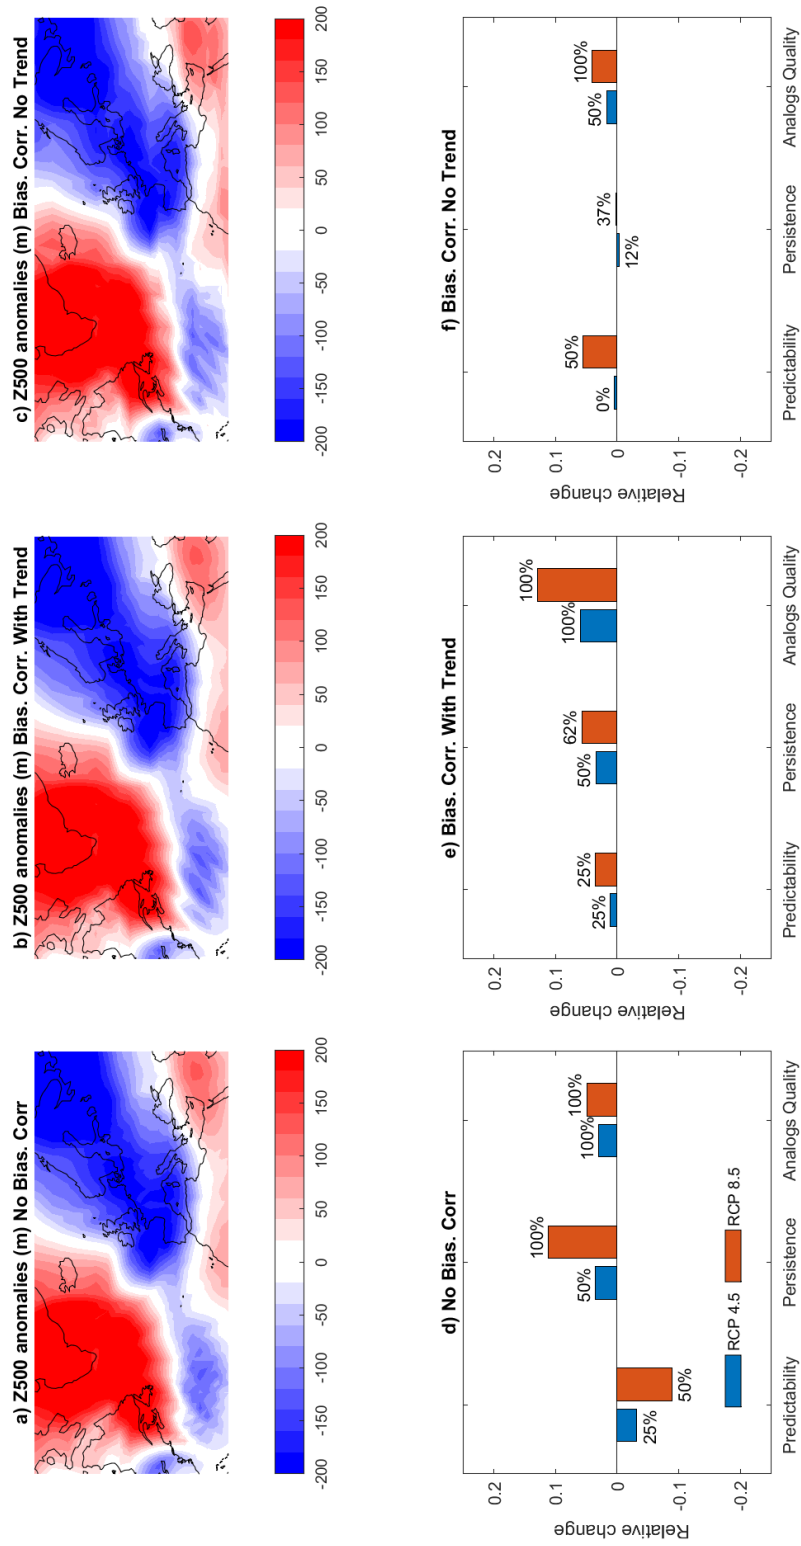 a) Z500 anomalies (m) No Bias. Corr
-200 -150 -100 -50 0 50 100 150 200
b) Z500 anomalies (m) Bias. Corr. With Trend
-200 -150 -100 -50 0 50 100 150 200
c) Z500 anomalies (m) Bias. Corr. No Trend
-200 -150 -100 -50 0 50 100 150 200
d) No Bias. Corr
Relative change
0.2
0.1
0
-0.1
-0.2
25%
50%
50%
100%
100%
100%
RCP 4.5 RCP 8.5
Predictability Persistence Analogs Quality
e) Bias. Corr. With Trend
Relative change
0.2
0.1
0
-0.1
-0.2
25%
25%
50%
62%
100%
100%
Predictability Persistence Analogs Quality
f) Bias. Corr. No Trend
Relative change
0.2
0.1
0
-0.1
-0.2
0%
50%
12%
37%
50%
100%
Predictability Persistence Analogs Quality